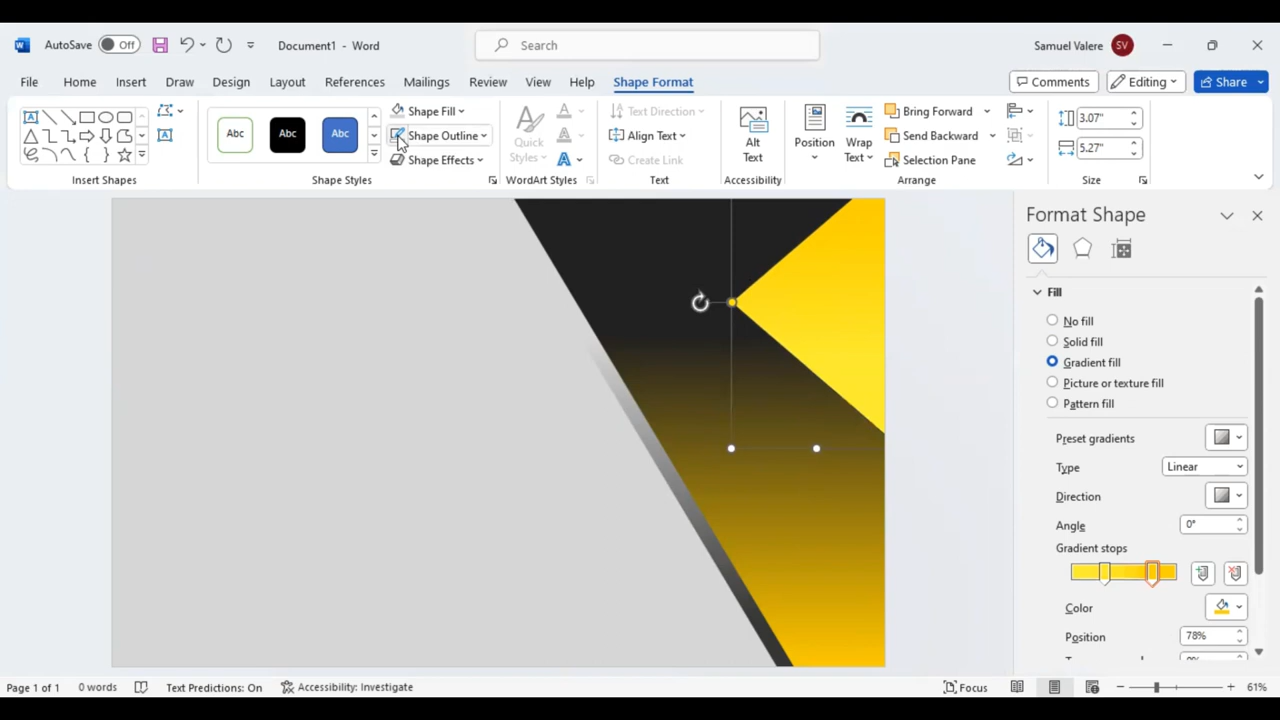 AutoSave Off Document1 - Word Search Samuel Valere SV
File Home Insert Draw Design Layout References Mailings Review View Help Shape Format Comments Editing Share
Abc Abc Abc
Shape Fill
Shape Outline
Shape Effects
Quick Styles
Text Direction
Align Text
Create Link
Alt Text
Position
Wrap Text
Bring Forward
Send Backward
Selection Pane
3.07"
5.27"
Insert Shapes Shape Styles WordArt Styles Text Accessibility Arrange Size
Format Shape
Fill
No fill
Solid fill
Gradient fill
Picture or texture fill
Pattern fill
Preset gradients
Type Linear
Direction
Angle 0°
Gradient stops
Color
Position 78%
Page 1 of 1 0 words Text Predictions: On Accessibility: Investigate Focus 61%